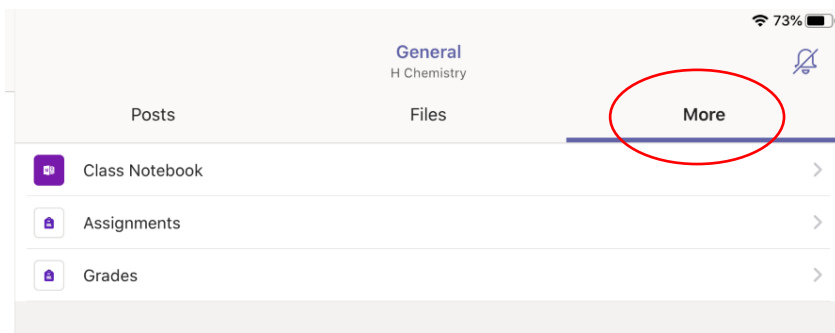 73%
General
H Chemistry
Posts Files More
Class Notebook
Assignments
Grades